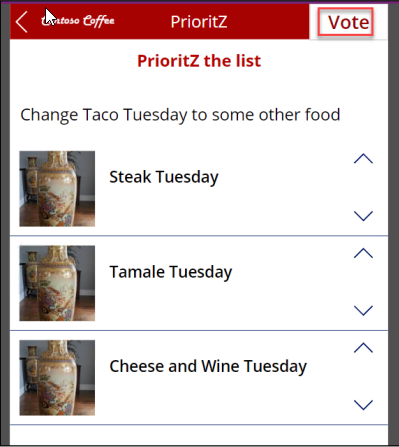 Contoso Coffee PrioritZ Vote
PrioritZ the list
Change Taco Tuesday to some other food
Steak Tuesday
Tamale Tuesday
Cheese and Wine Tuesday